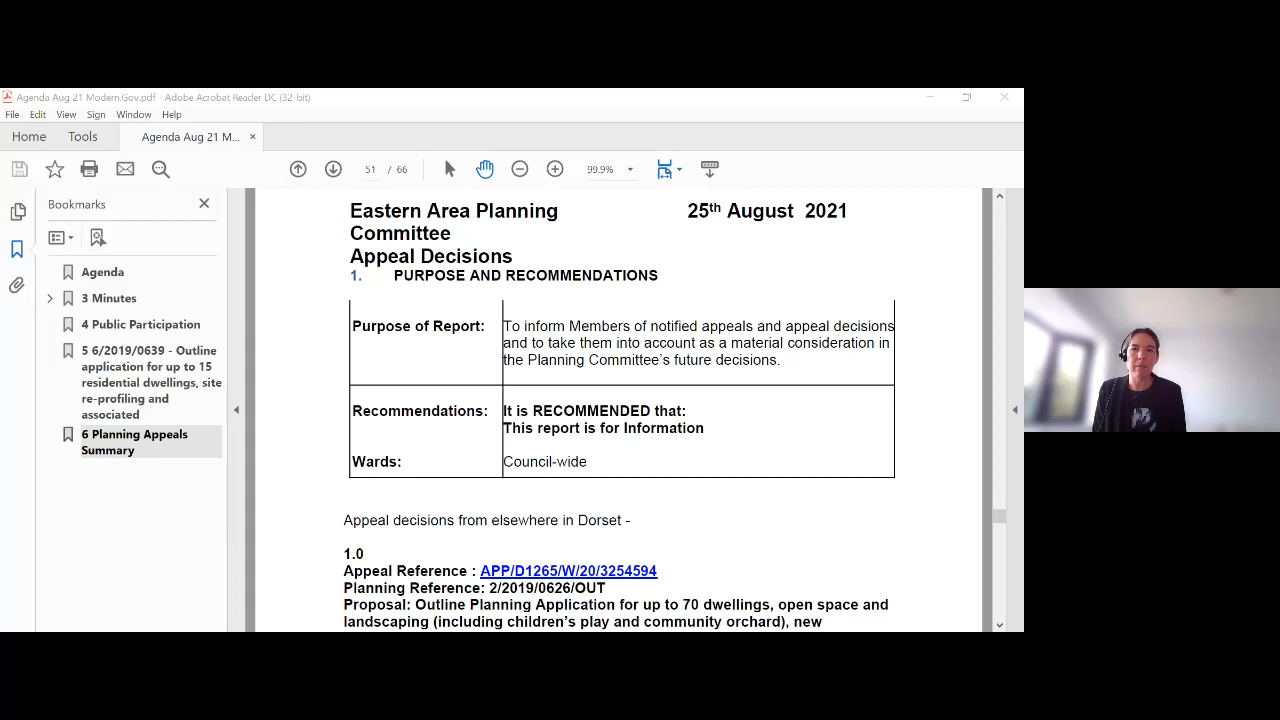 Agenda Aug 21 Modern.Gov.pdf - Adobe Acrobat Reader DC (32-bit)
File Edit View Sign Window Help
Home Tools Agenda Aug 21 M... ×
51 / 66 99.9%
Bookmarks
Agenda
3 Minutes
4 Public Participation
5 6/2019/0639 - Outline
application for up to 15
residential dwellings, site
re-profiling and
associated
6 Planning Appeals
Summary
Eastern Area Planning 25th August 2021
Committee
Appeal Decisions
1. PURPOSE AND RECOMMENDATIONS
Purpose of Report: To inform Members of notified appeals and appeal decisions
and to take them into account as a material consideration in
the Planning Committee's future decisions.
Recommendations: It is RECOMMENDED that:
This report is for Information
Wards: Council-wide
Appeal decisions from elsewhere in Dorset -
1.0
Appeal Reference : APP/D1265/W/20/3254594
Planning Reference: 2/2019/0626/OUT
Proposal: Outline Planning Application for up to 70 dwellings, open space and
landscaping (including children's play and community orchard), new